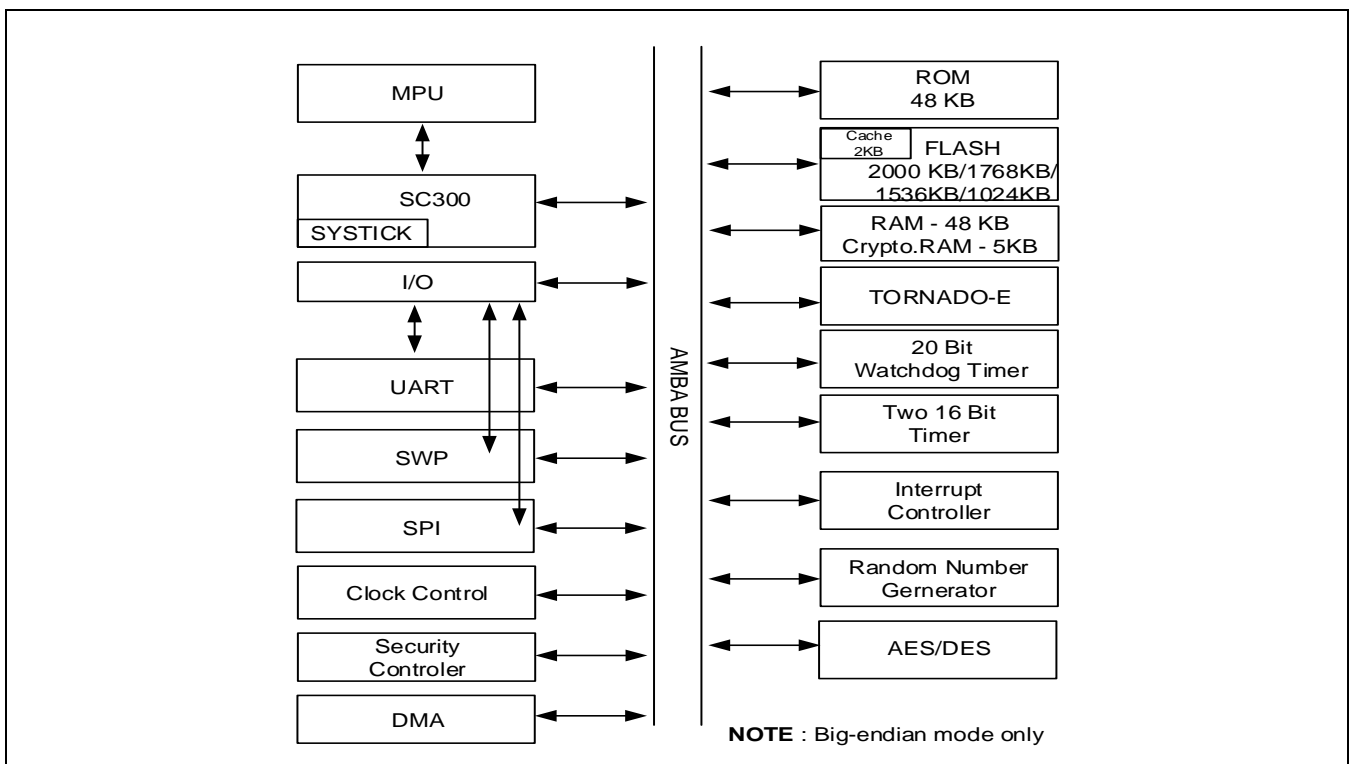 MPU
SC300
SYSTICK
I/O
UART
SWP
SPI
Clock Control
Security
Controler
DMA
AMBA BUS
ROM
48 KB
Cache
2KB
FLASH
2000 KB/1768KB/
1536KB/1024KB
RAM - 48 KB
Crypto.RAM - 5KB
TORNADO-E
20 Bit
Watchdog Timer
Two 16 Bit
Timer
Interrupt
Controller
Random Number
Gernerator
AES/DES
NOTE : Big-endian mode only